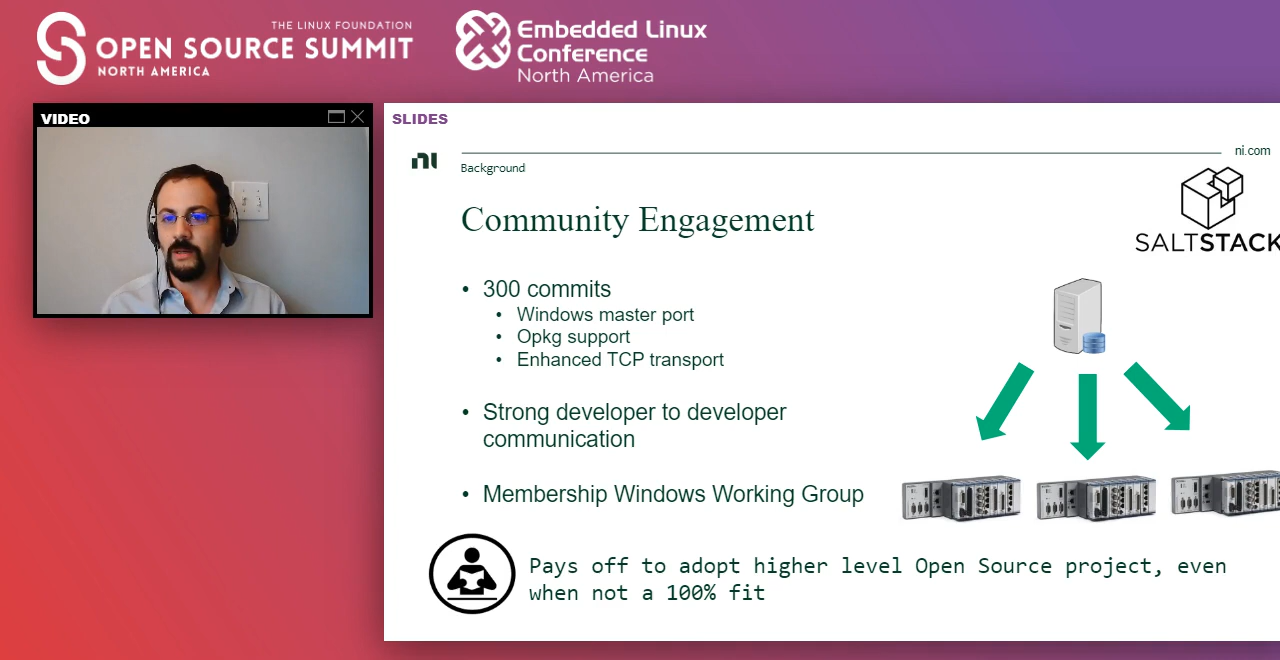 THE LINUX FOUNDATION
OPEN SOURCE SUMMIT
NORTH AMERICA
Embedded Linux
Conference
North America
VIDEO
SLIDES
ni
ni.com
Background
SALTSTACK
Community Engagement
• 300 commits
• Windows master port
• Opkg support
• Enhanced TCP transport
• Strong developer to developer
communication
• Membership Windows Working Group
Pays off to adopt higher level Open Source project, even
when not a 100% fit